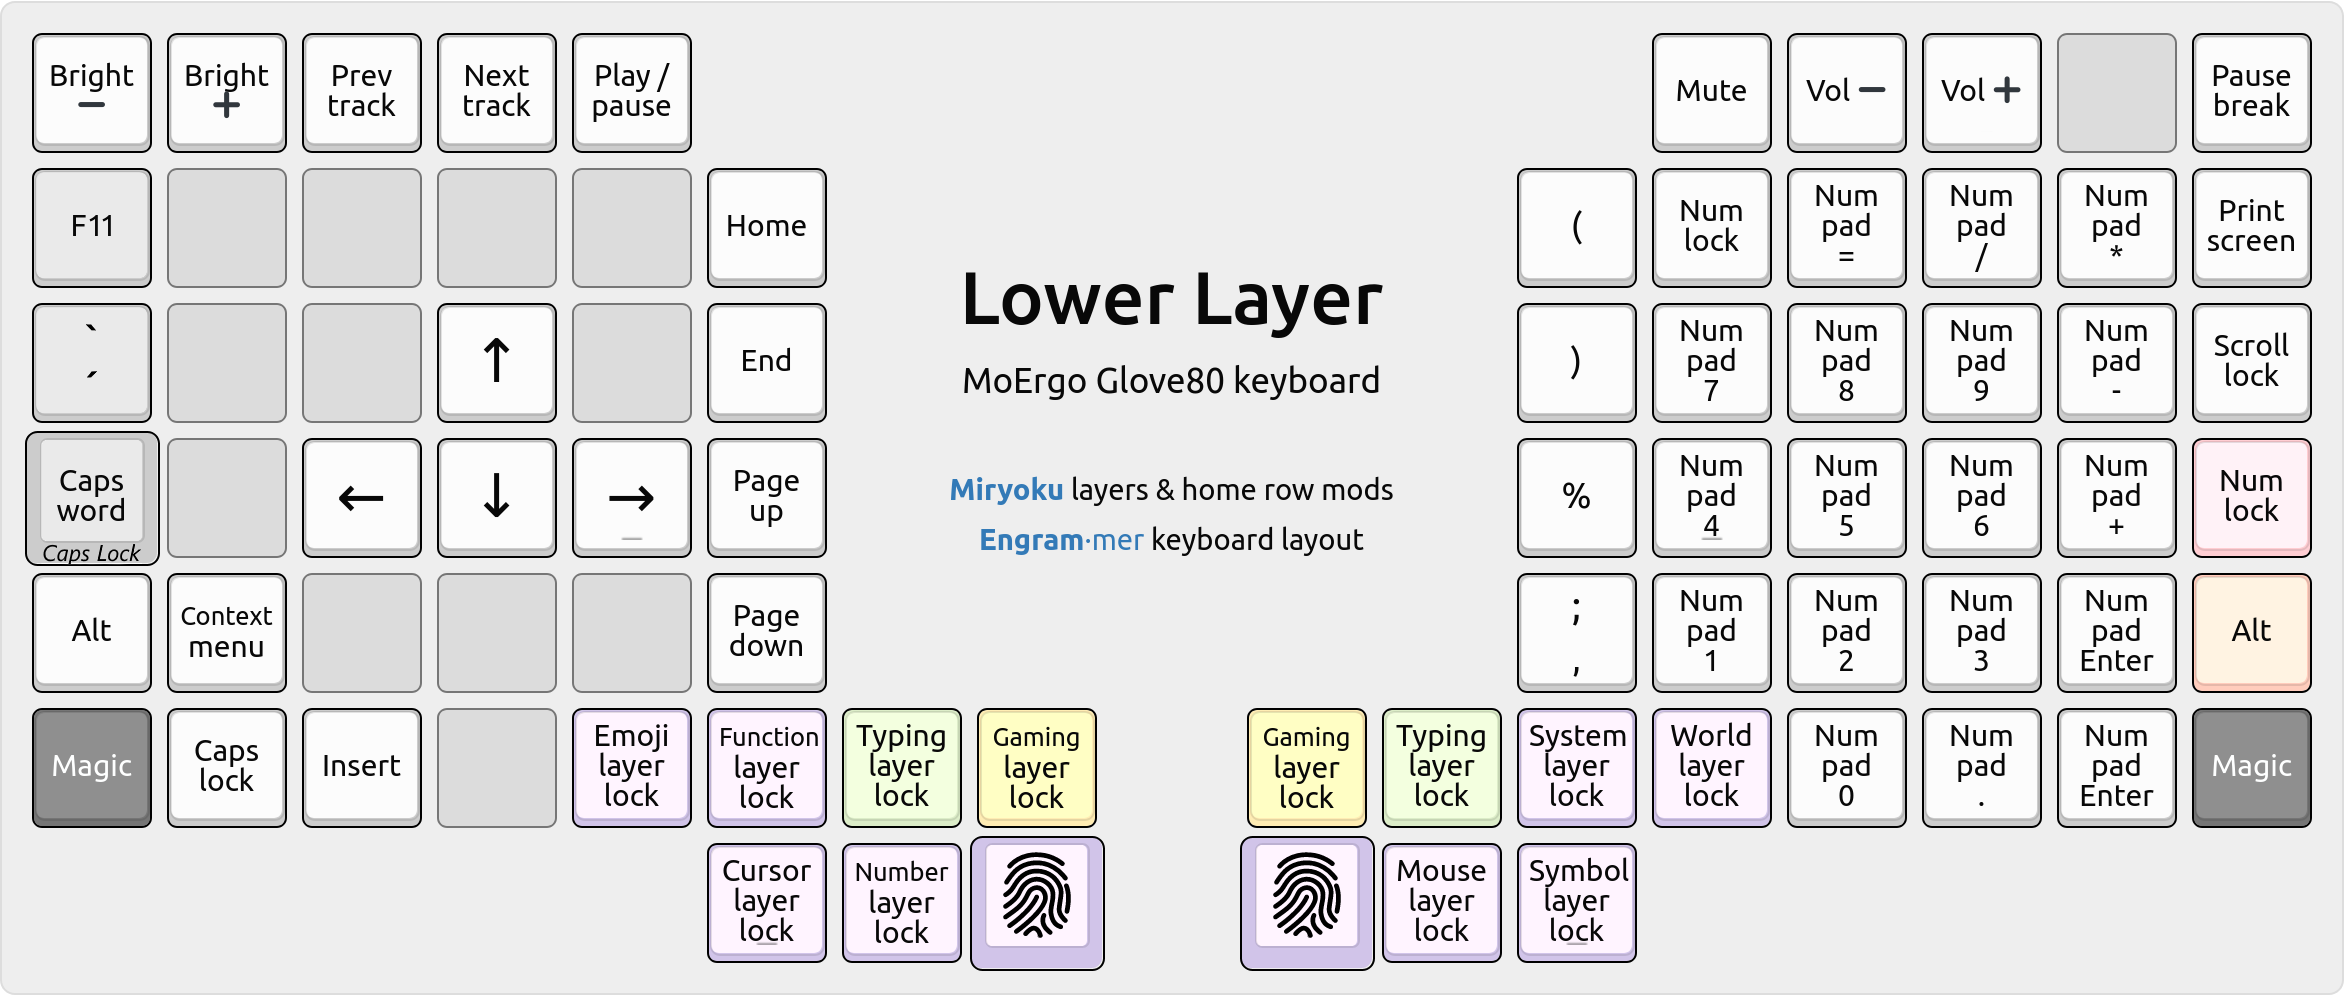 Bright
−
Bright
+
Prev
track
Next
track
Play /
pause
Mute
Vol −
Vol +
Pause
break
F11
Home
(
Num
lock
Num
pad
=
Num
pad
/
Num
pad
*
Print
screen
`
´
↑
End
)
Num
pad
7
Num
pad
8
Num
pad
9
Num
pad
-
Scroll
lock
Lower Layer
MoErgo Glove80 keyboard
Miryoku layers & home row mods
Engram·mer keyboard layout
Caps
word
Caps Lock
←
↓
→
_
Page
up
%
Num
pad
4
Num
pad
5
Num
pad
6
Num
pad
+
Num
lock
Alt
Context
menu
Page
down
;
,
Num
pad
1
Num
pad
2
Num
pad
3
Num
pad
Enter
Alt
Magic
Caps
lock
Insert
Emoji
layer
lock
Function
layer
lock
Typing
layer
lock
Gaming
layer
lock
Gaming
layer
lock
Typing
layer
lock
System
layer
lock
World
layer
lock
Num
pad
0
Num
pad
.
Num
pad
Enter
Magic
Cursor
layer
lock
Number
layer
lock
Mouse
layer
lock
Symbol
layer
lock